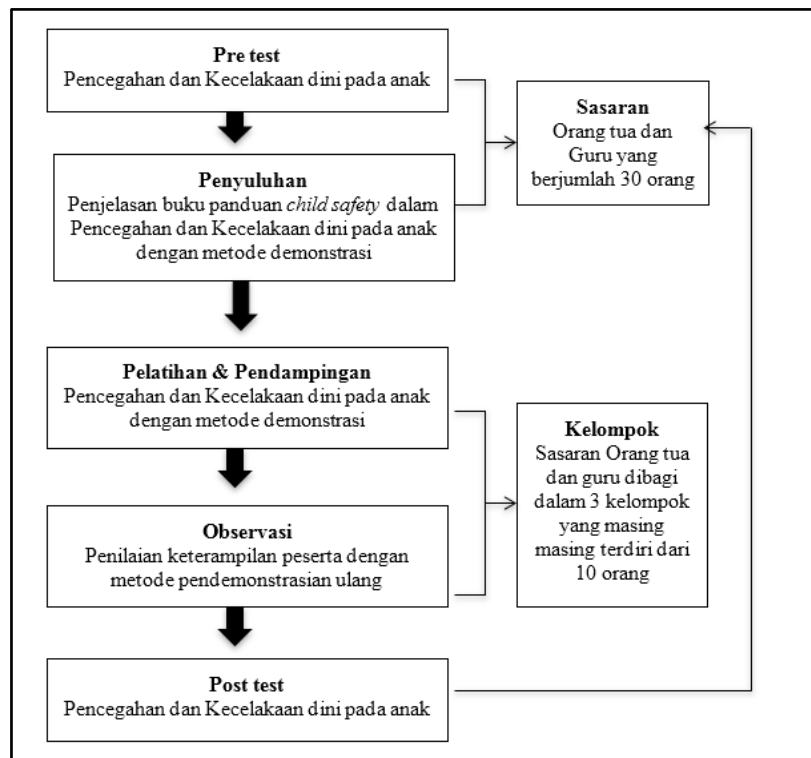 Pre test
Pencegahan dan Kecelakaan dini pada anak
Sasaran
Orang tua dan
Guru yang
berjumlah 30 orang
Penyuluhan
Penjelasan buku panduan child safety dalam
Pencegahan dan Kecelakaan dini pada anak
dengan metode demonstrasi
Pelatihan & Pendampingan
Pencegahan dan Kecelakaan dini pada anak
dengan metode demonstrasi
Kelompok
Sasaran Orang tua
dan guru dibagi
dalam 3 kelompok
yang masing
masing terdiri dari
10 orang
Observasi
Penilaian keterampilan peserta dengan
metode pendemonstrasian ulang
Post test
Pencegahan dan Kecelakaan dini pada anak